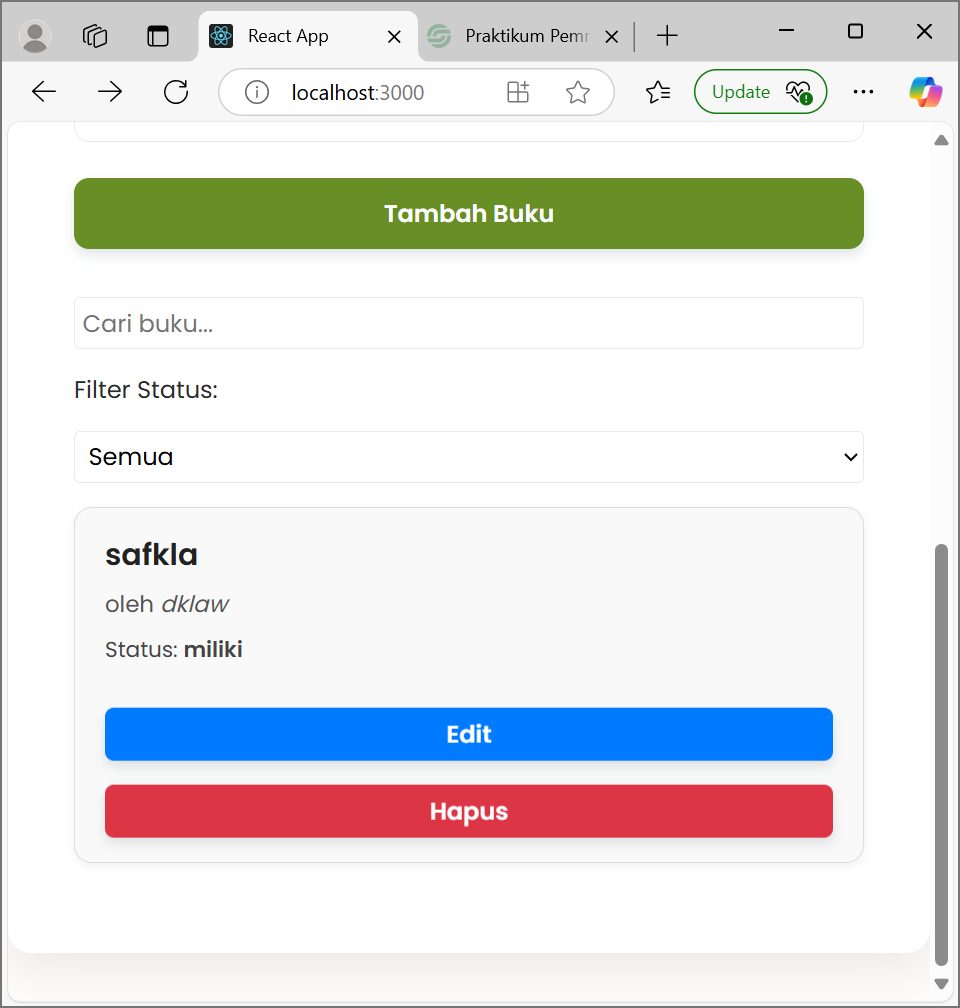 React App
Praktikum Pemr
localhost:3000
Update
Tambah Buku
Cari buku...
Filter Status:
Semua
safkla
oleh dklaw
Status: miliki
Edit
Hapus